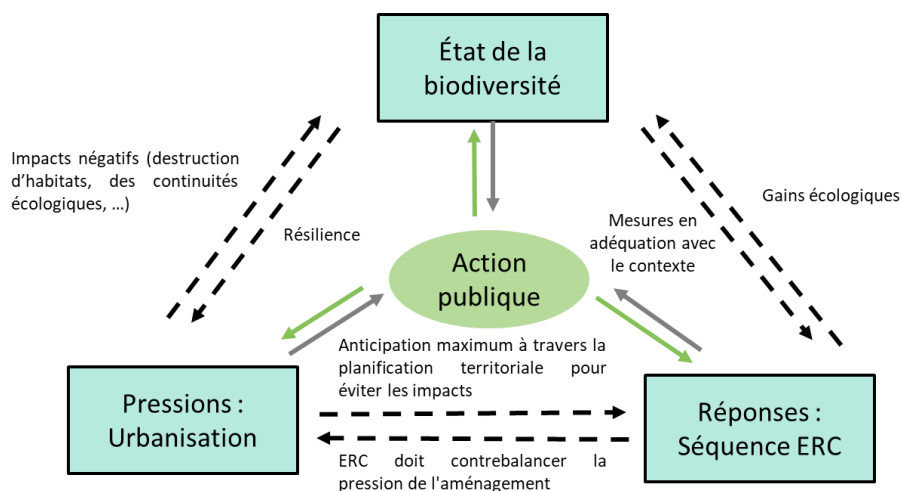 État de la
biodiversité
Impacts négatifs (destruction
d'habitats, des continuités
écologiques, …)
Résilience
Gains écologiques
Mesures en
adéquation avec
le contexte
Action
publique
Anticipation maximum à travers la
planification territoriale pour
éviter les impacts
Pressions :
Urbanisation
Réponses :
Séquence ERC
ERC doit contrebalancer la
pression de l'aménagement